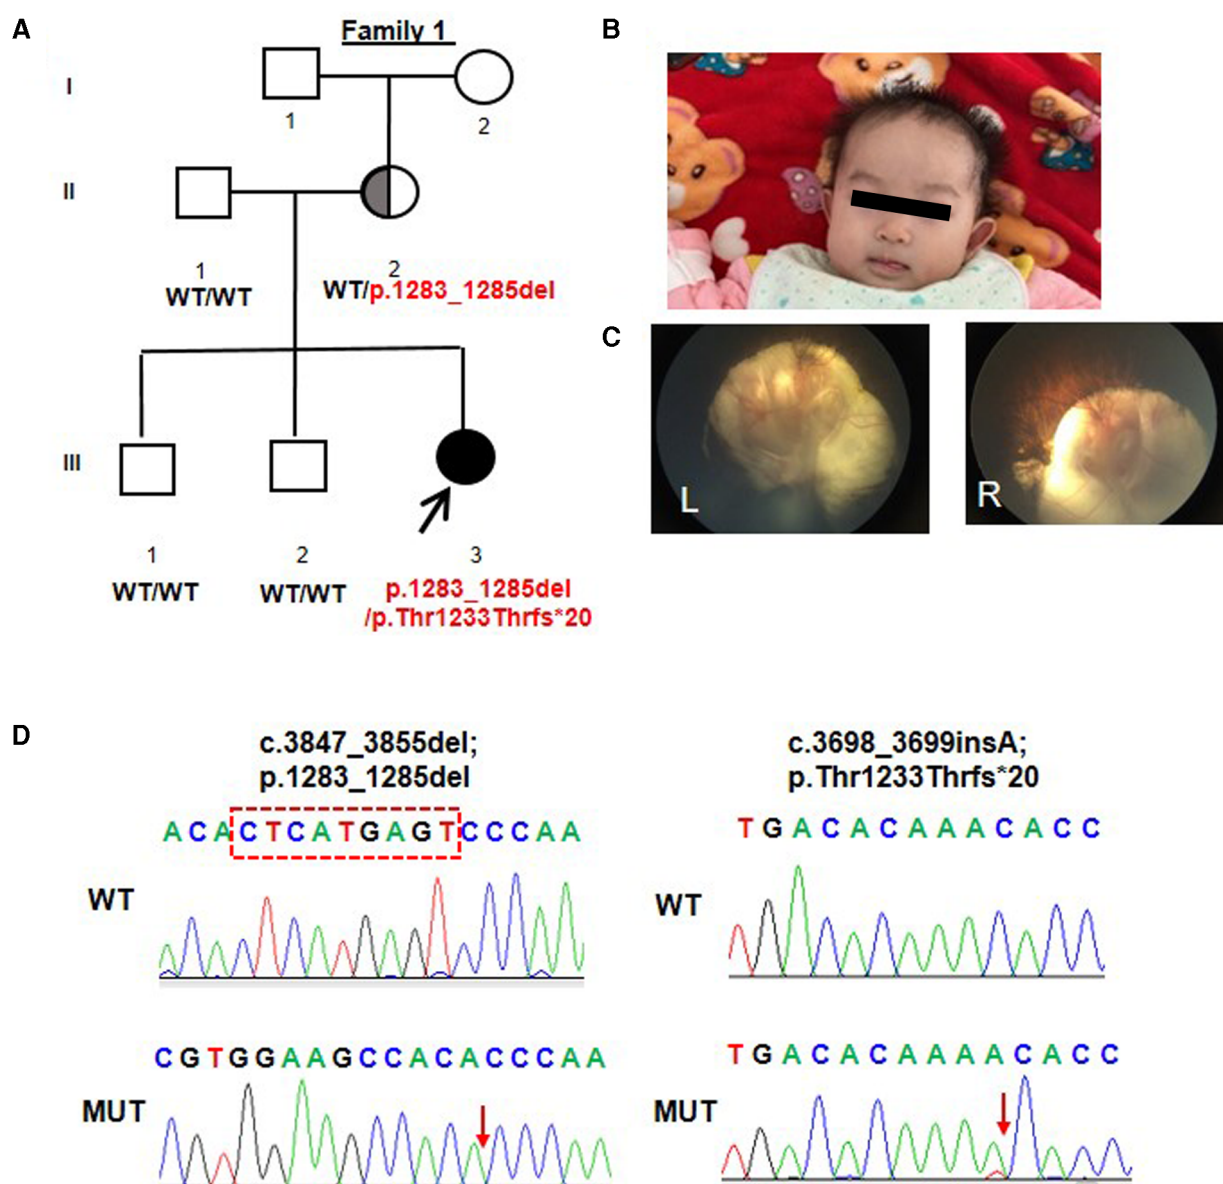 A
Family 1
I
1
2
II
1
WT/WT
2
WT/p.1283_1285del
III
1
WT/WT
2
WT/WT
3
p.1283_1285del
/p.Thr1233Thrfs*20
B
C
L
R
D
c.3847_3855del;
p.1283_1285del
ACACTCATGAGTCCCAA
WT
CGTGGAAGCCACACCCAA
MUT
c.3698_3699insA;
p.Thr1233Thrfs*20
TGACACAAACACC
WT
TGACACAAAACACC
MUT